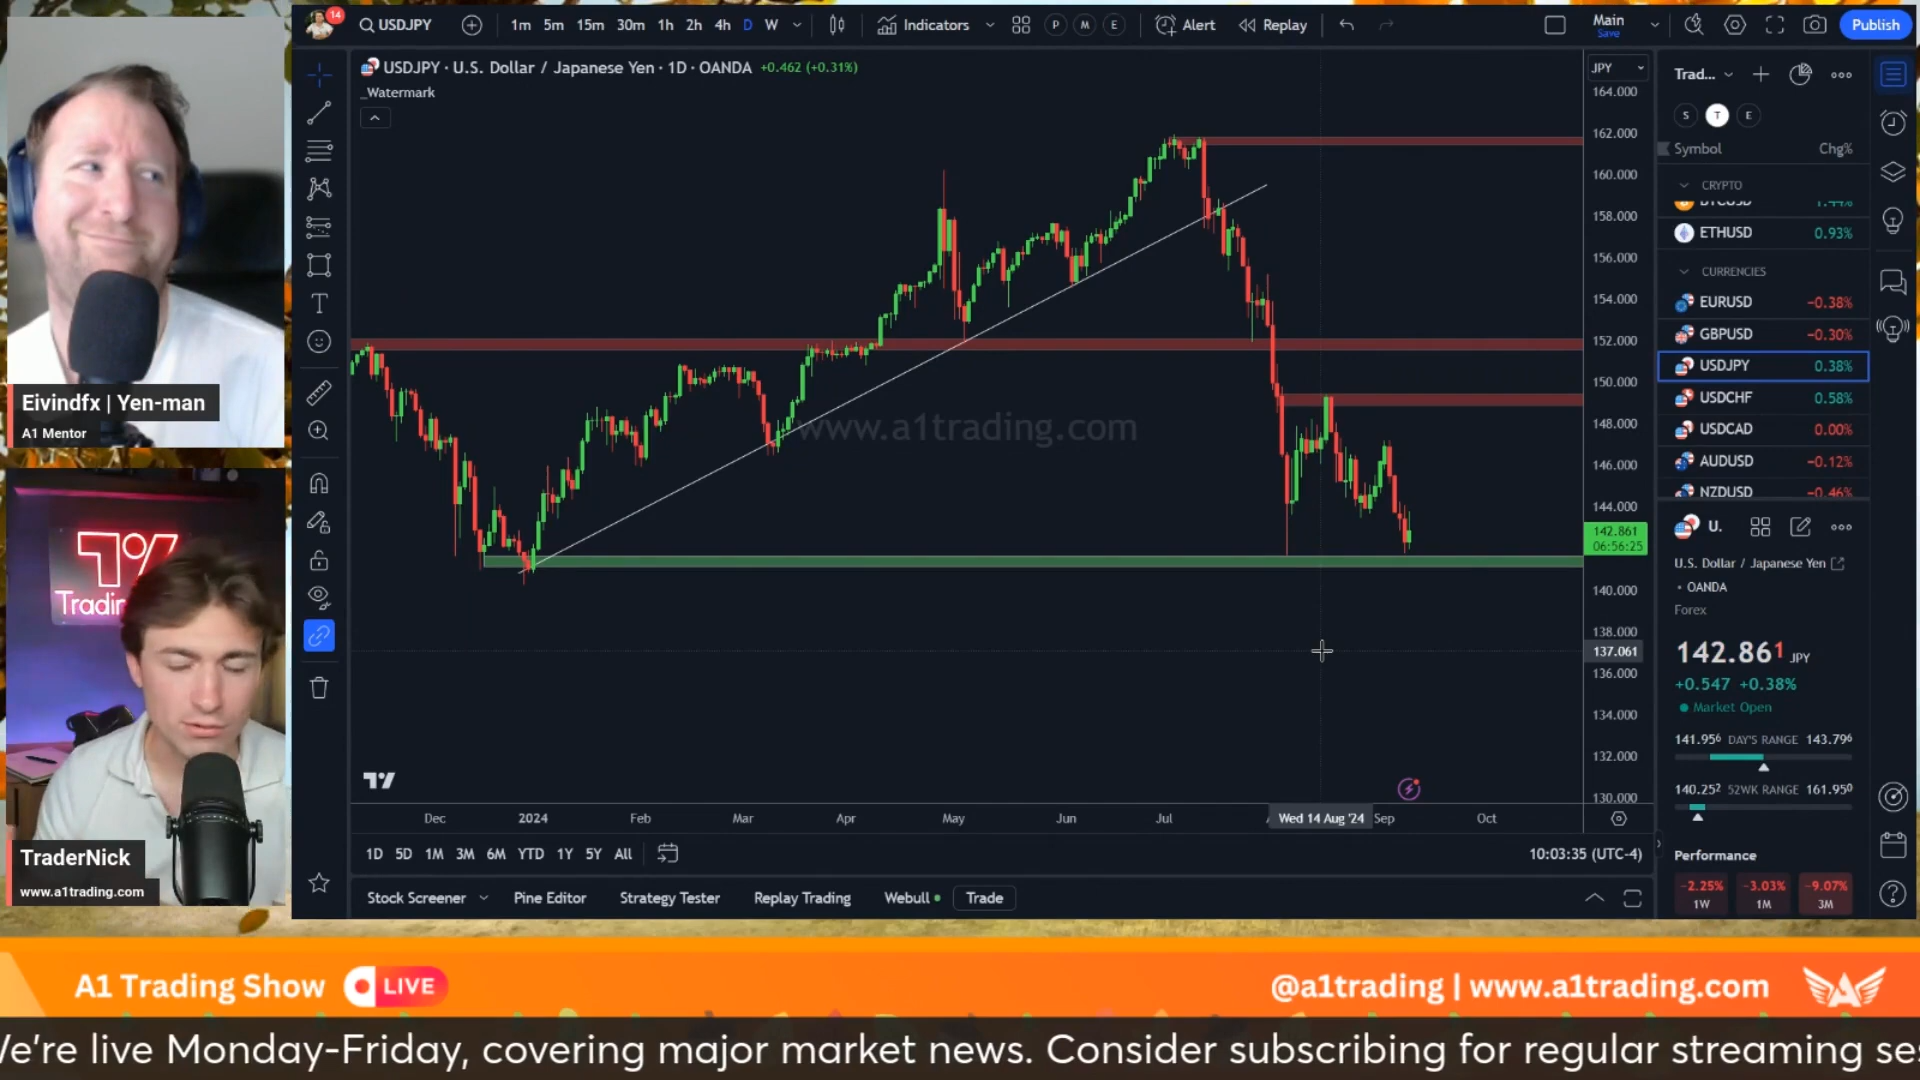 14
USDJPY
1m 5m 15m 30m 1h 2h 4h D W
Indicators
P M E
Alert
Replay
Main
Save
Publish
USDJPY · U.S. Dollar / Japanese Yen · 1D · OANDA +0.462 (+0.31%)
_Watermark
www.a1trading.com
JPY
164.000
162.000
160.000
158.000
156.000
154.000
152.000
150.000
148.000
146.000
144.000
142.861
06:56:25
140.000
138.000
137.061
136.000
134.000
132.000
130.000
Dec 2024 Feb Mar Apr May Jun Jul Wed 14 Aug '24 Sep Oct
1D 5D 1M 3M 6M YTD 1Y 5Y All
10:03:35 (UTC-4)
Stock Screener Pine Editor Strategy Tester Replay Trading Webull Trade
Trad...
S T E
Symbol Chg%
CRYPTO
BTCUSD 1.44%
ETHUSD 0.93%
CURRENCIES
EURUSD −0.38%
GBPUSD −0.30%
USDJPY 0.38%
USDCHF 0.58%
USDCAD 0.00%
AUDUSD −0.12%
NZDUSD −0.46%
U.
U.S. Dollar / Japanese Yen
• OANDA
Forex
142.861 JPY
+0.547 +0.38%
Market Open
141.956 DAY'S RANGE 143.796
140.252 52WK RANGE 161.950
Performance
-2.25% -3.03% -9.07%
1W 1M 3M
Eivindfx | Yen-man
A1 Mentor
TraderNick
www.a1trading.com
A1 Trading Show LIVE
@a1trading | www.a1trading.com
We're live Monday-Friday, covering major market news. Consider subscribing for regular streaming